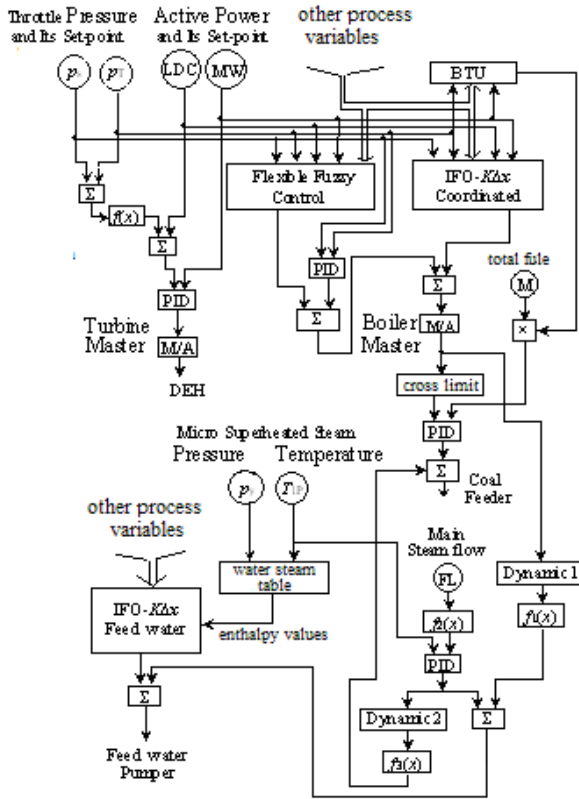 Throttle Pressure
and Its Set-point
Active Power
and Its Set-point
other process
variables
pT
LDC
MW
BTU
Flexible Fuzzy
Control
IFO-KΔx
Coordinated
Σ
f(x)
Σ
PID
PID
Σ
Σ
total fule
M
×
Turbine
Master
M/A
DEH
Boiler
Master
M/A
cross limit
PID
Σ
Coal
Feeder
Micro Superheated Steam
Pressure
Temperature
other process
variables
water steam
table
IFO-KΔx
Feed water
enthalpy values
Main
Steam flow
FL
f2(x)
PID
Dynamic 1
f1(x)
Σ
Dynamic 2
Σ
f3(x)
Feed water
Pumper